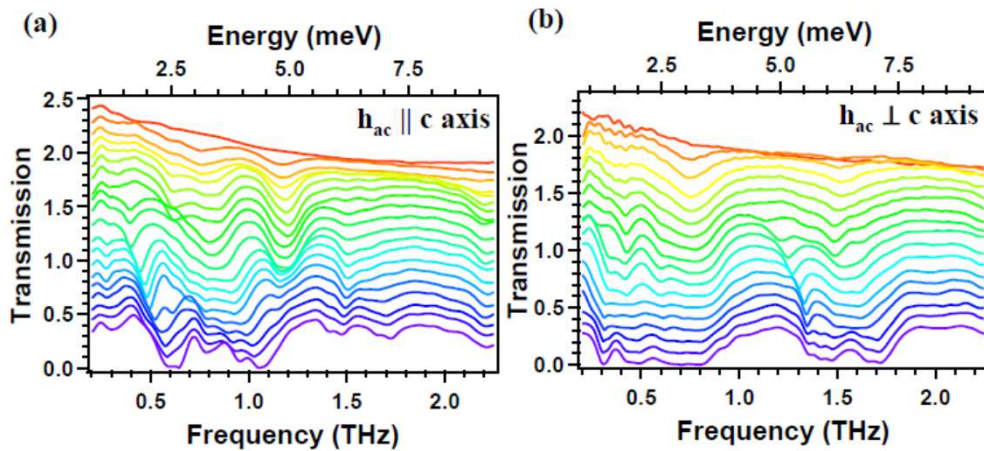 (a)
Energy (meV)
2.5 5.0 7.5
h_ac || c axis
2.5
2.0
1.5
1.0
0.5
0.0
Transmission
0.5 1.0 1.5 2.0
Frequency (THz)
(b)
Energy (meV)
2.5 5.0 7.5
h_ac ⊥ c axis
2.0
1.5
1.0
0.5
0.0
Transmission
0.5 1.0 1.5 2.0
Frequency (THz)